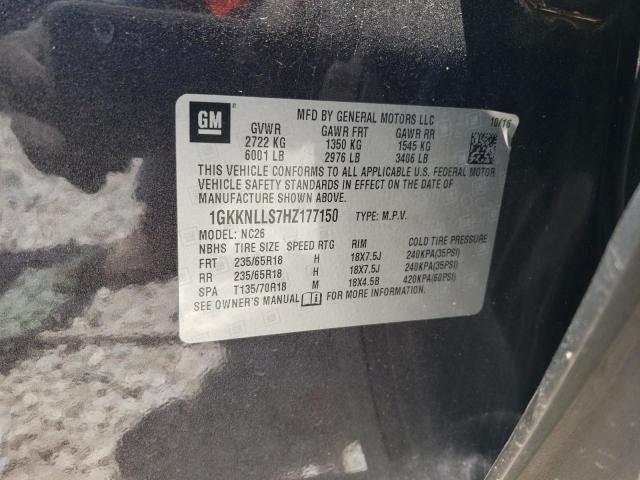 GM ®
MFD BY GENERAL MOTORS LLC 10/16
GVWR GAWR FRT GAWR RR
2722 KG 1350 KG 1545 KG
6001 LB 2976 LB 3406 LB
THIS VEHICLE CONFORMS TO ALL APPLICABLE U.S. FEDERAL MOTOR
VEHICLE SAFETY STANDARDS IN EFFECT ON THE DATE OF
MANUFACTURE SHOWN ABOVE.
1GKKNLLS7HZ177150 TYPE: M.P.V.
MODEL: NC26
NBHS TIRE SIZE SPEED RTG RIM COLD TIRE PRESSURE
FRT 235/65R18 H 18X7.5J 240KPA(35PSI)
RR 235/65R18 H 18X7.5J 240KPA(35PSI)
SPA T135/70R18 M 18X4.5B 420KPA(60PSI)
SEE OWNER'S MANUAL FOR MORE INFORMATION.